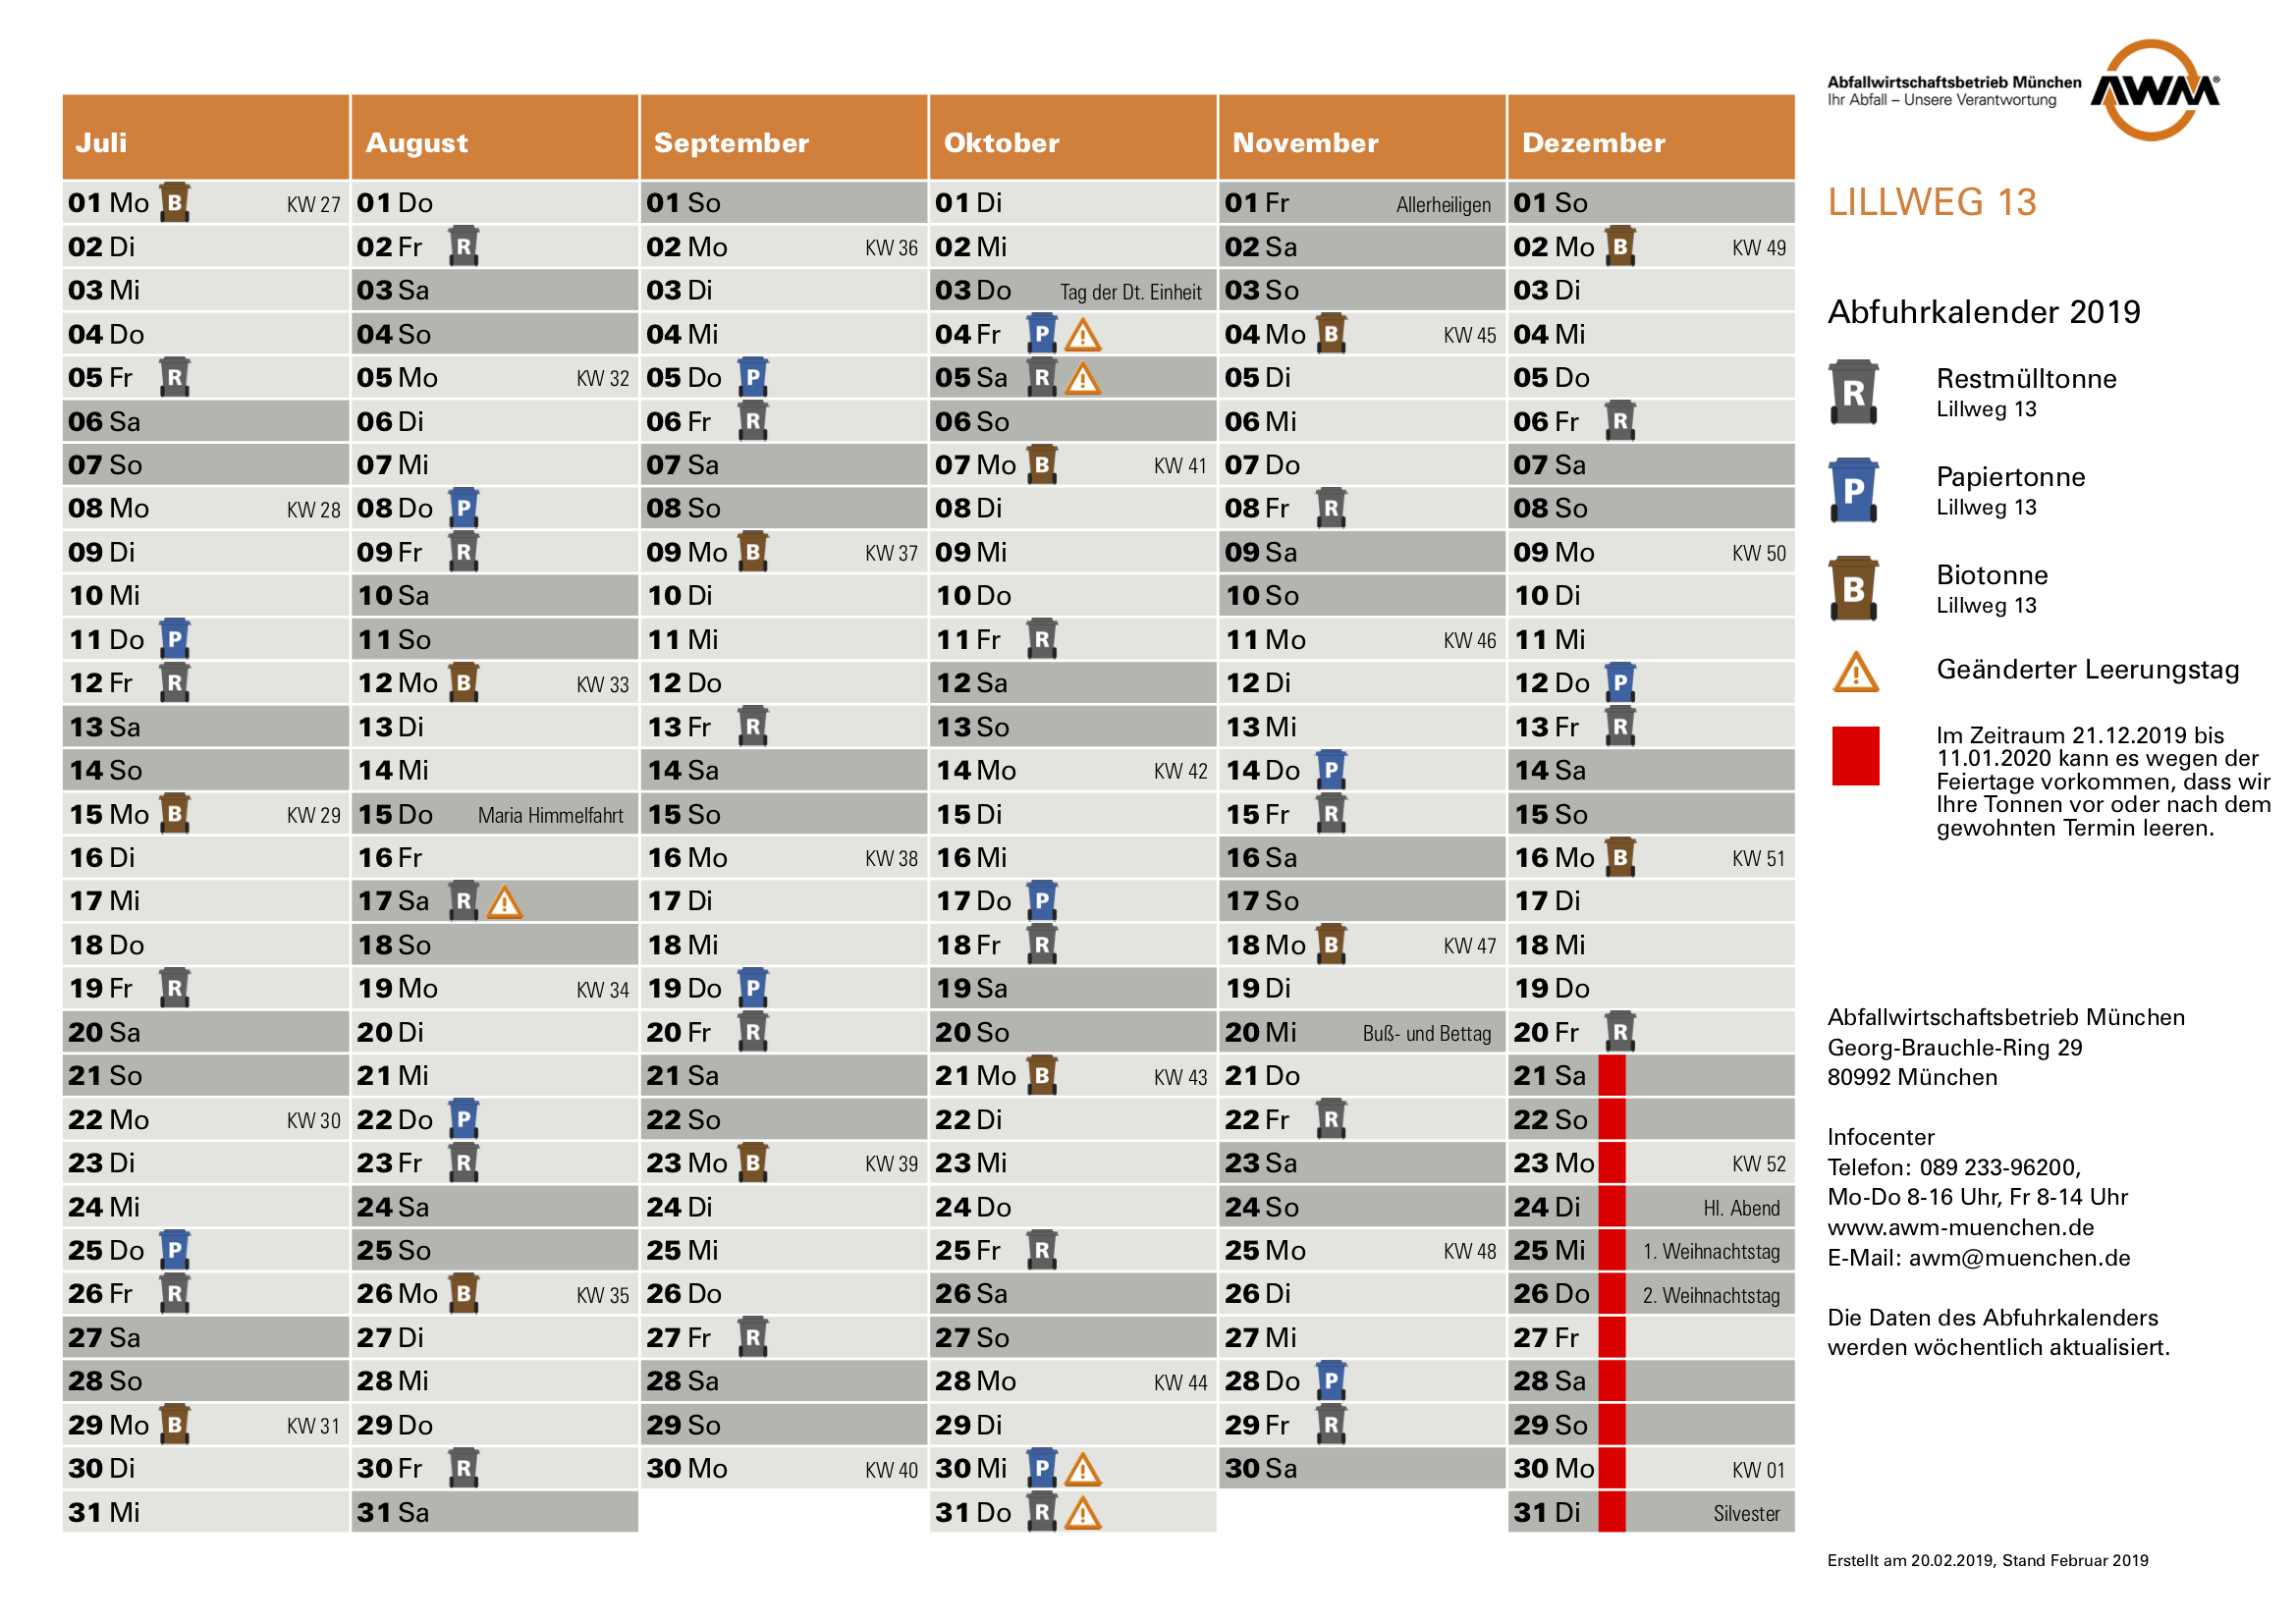 Abfallwirtschaftsbetrieb München
Ihr Abfall – Unsere Verantwortung
AWM®
Juli August September Oktober November Dezember
01 Mo B KW 27 01 Do 01 So 01 Di 01 Fr Allerheiligen 01 So
02 Di 02 Fr R 02 Mo KW 36 02 Mi 02 Sa 02 Mo B KW 49
03 Mi 03 Sa 03 Di 03 Do Tag der Dt. Einheit 03 So 03 Di
04 Do 04 So 04 Mi 04 Fr P ! 04 Mo B KW 45 04 Mi
05 Fr R 05 Mo KW 32 05 Do P 05 Sa R ! 05 Di 05 Do
06 Sa 06 Di 06 Fr R 06 So 06 Mi 06 Fr R
07 So 07 Mi 07 Sa 07 Mo B KW 41 07 Do 07 Sa
08 Mo KW 28 08 Do P 08 So 08 Di 08 Fr R 08 So
09 Di 09 Fr R 09 Mo B KW 37 09 Mi 09 Sa 09 Mo KW 50
10 Mi 10 Sa 10 Di 10 Do 10 So 10 Di
11 Do P 11 So 11 Mi 11 Fr R 11 Mo KW 46 11 Mi
12 Fr R 12 Mo B KW 33 12 Do 12 Sa 12 Di 12 Do P
13 Sa 13 Di 13 Fr R 13 So 13 Mi 13 Fr R
14 So 14 Mi 14 Sa 14 Mo KW 42 14 Do P 14 Sa
15 Mo B KW 29 15 Do Maria Himmelfahrt 15 So 15 Di 15 Fr R 15 So
16 Di 16 Fr 16 Mo KW 38 16 Mi 16 Sa 16 Mo B KW 51
17 Mi 17 Sa R ! 17 Di 17 Do P 17 So 17 Di
18 Do 18 So 18 Mi 18 Fr R 18 Mo B KW 47 18 Mi
19 Fr R 19 Mo KW 34 19 Do P 19 Sa 19 Di 19 Do
20 Sa 20 Di 20 Fr R 20 So 20 Mi Buß- und Bettag 20 Fr R
21 So 21 Mi 21 Sa 21 Mo B KW 43 21 Do 21 Sa
22 Mo KW 30 22 Do P 22 So 22 Di 22 Fr R 22 So
23 Di 23 Fr R 23 Mo B KW 39 23 Mi 23 Sa 23 Mo KW 52
24 Mi 24 Sa 24 Di 24 Do 24 So 24 Di Hl. Abend
25 Do P 25 So 25 Mi 25 Fr R 25 Mo KW 48 25 Mi 1. Weihnachtstag
26 Fr R 26 Mo B KW 35 26 Do 26 Sa 26 Di 26 Do 2. Weihnachtstag
27 Sa 27 Di 27 Fr R 27 So 27 Mi 27 Fr
28 So 28 Mi 28 Sa 28 Mo KW 44 28 Do P 28 Sa
29 Mo B KW 31 29 Do 29 So 29 Di 29 Fr R 29 So
30 Di 30 Fr R 30 Mo KW 40 30 Mi P ! 30 Sa 30 Mo KW 01
31 Mi 31 Sa 31 Do R ! 31 Di Silvester
LILLWEG 13
Abfuhrkalender 2019
R Restmülltonne
Lillweg 13
P Papiertonne
Lillweg 13
B Biotonne
Lillweg 13
! Geänderter Leerungstag
Im Zeitraum 21.12.2019 bis
11.01.2020 kann es wegen der
Feiertage vorkommen, dass wir
Ihre Tonnen vor oder nach dem
gewohnten Termin leeren.
Abfallwirtschaftsbetrieb München
Georg-Brauchle-Ring 29
80992 München
Infocenter
Telefon: 089 233-96200,
Mo-Do 8-16 Uhr, Fr 8-14 Uhr
www.awm-muenchen.de
E-Mail: awm@muenchen.de
Die Daten des Abfuhrkalenders
werden wöchentlich aktualisiert.
Erstellt am 20.02.2019, Stand Februar 2019